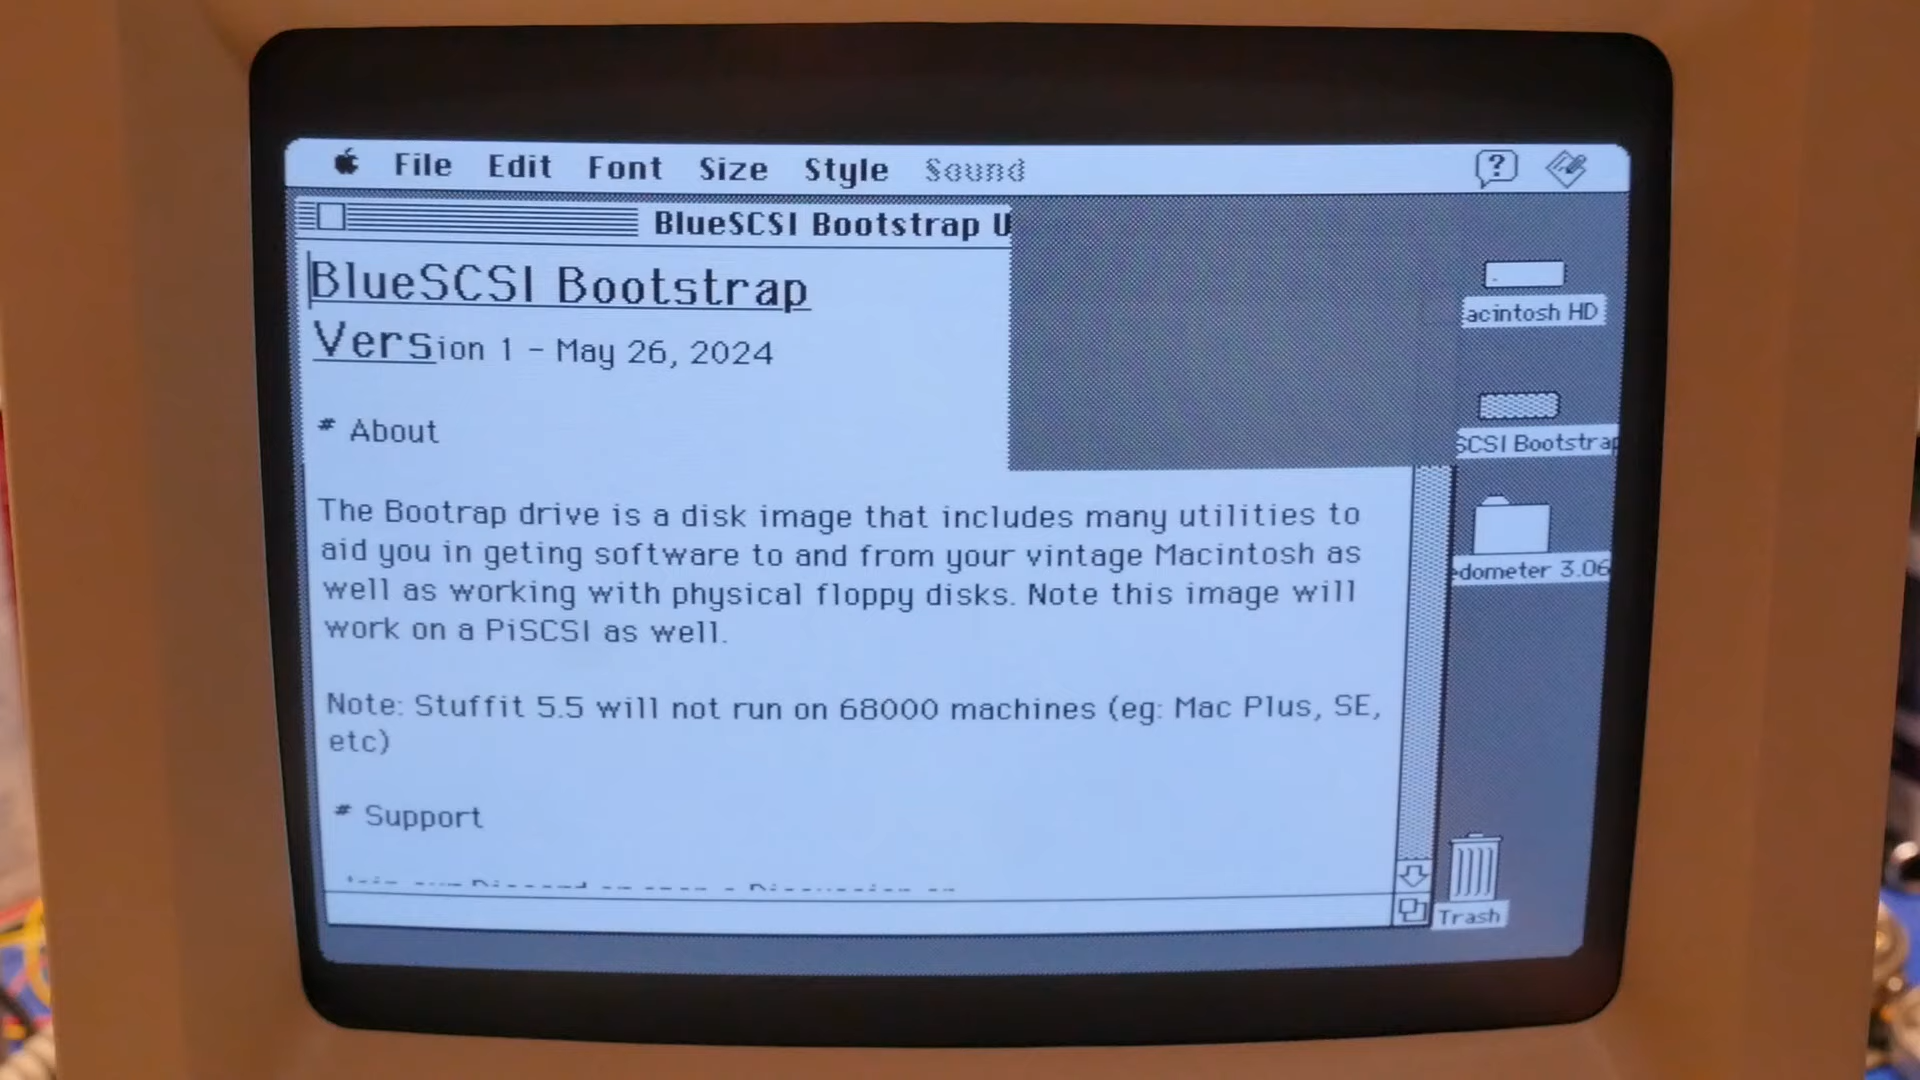 File Edit Font Size Style Sound ?
BlueSCSI Bootstrap U
BlueSCSI Bootstrap
Version 1 - May 26, 2024
# About
The Bootrap drive is a disk image that includes many utilities to
aid you in geting software to and from your vintage Macintosh as
well as working with physical floppy disks. Note this image will
work on a PiSCSI as well.
Note: Stuffit 5.5 will not run on 68000 machines (eg: Mac Plus, SE,
etc)
# Support
acintosh HD
SCSI Bootstrap
edometer 3.06
Trash